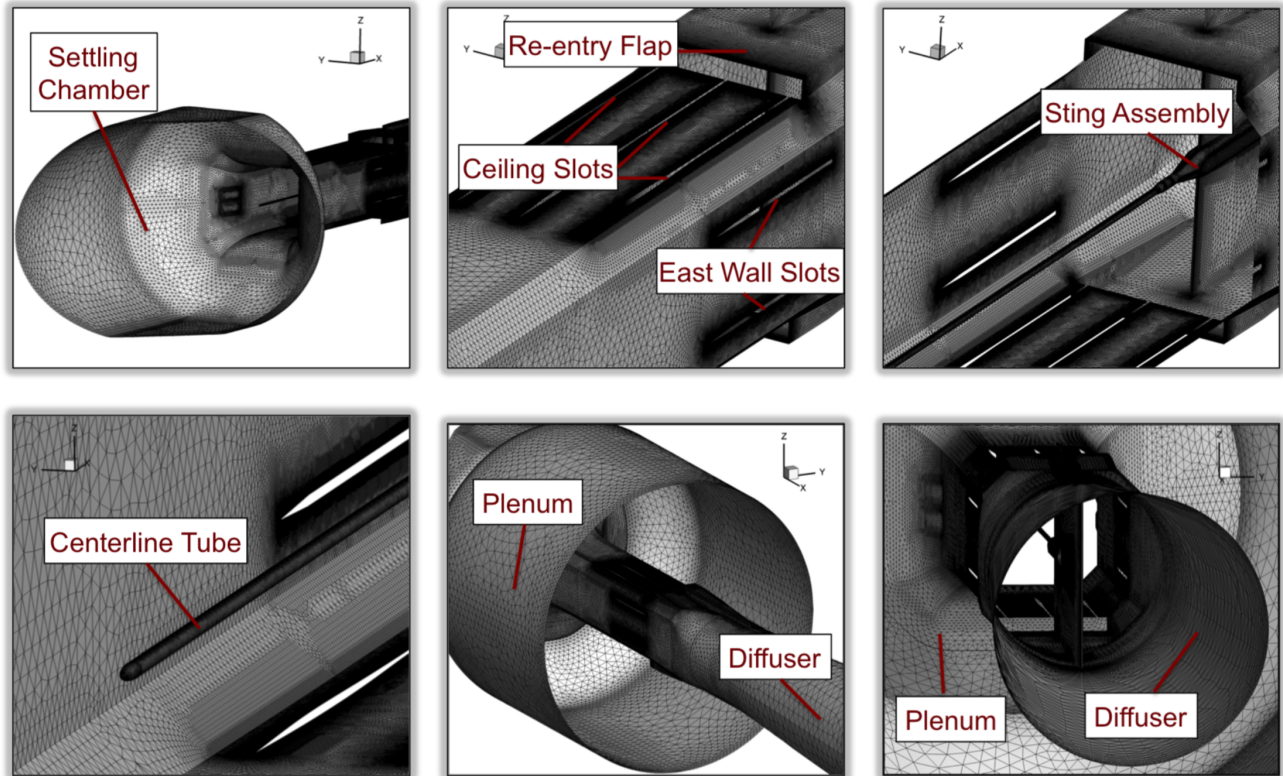 Settling
Chamber
Z
Y
X
Re-entry Flap
Z
Y
Ceiling Slots
East Wall Slots
Z
Y
X
Sting Assembly
Z
Y
Centerline Tube
Z
Y
X
Plenum
Diffuser
Z
Y
Plenum
Diffuser